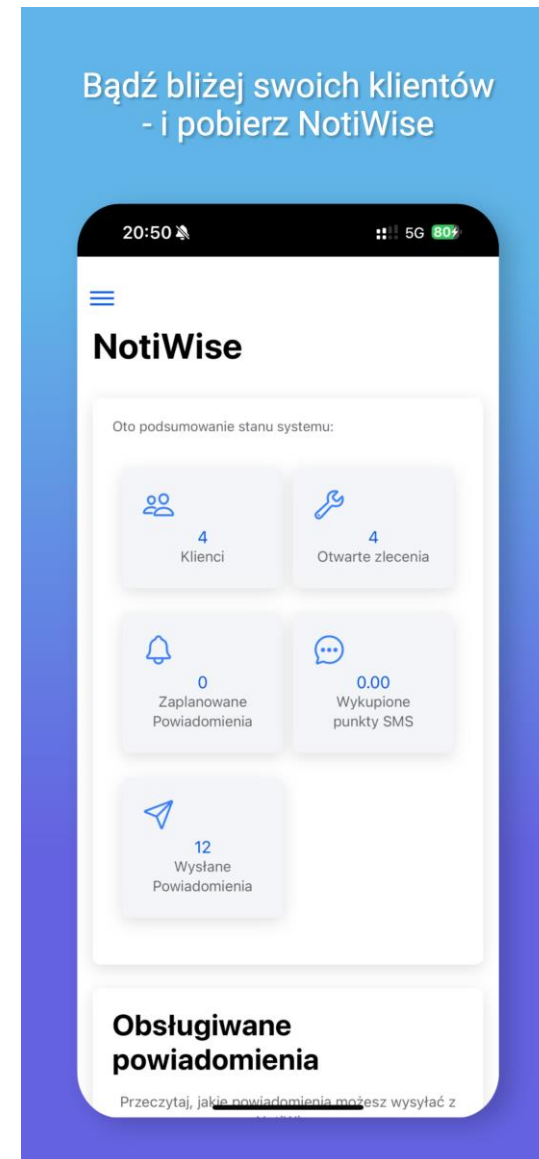 Bądź bliżej swoich klientów
- i pobierz NotiWise
20:50 5G 80
NotiWise
Oto podsumowanie stanu systemu:
4
Klienci
4
Otwarte zlecenia
0
Zaplanowane
Powiadomienia
0.00
Wykupione
punkty SMS
12
Wysłane
Powiadomienia
Obsługiwane
powiadomienia
Przeczytaj, jakie powiadomienia możesz wysyłać z